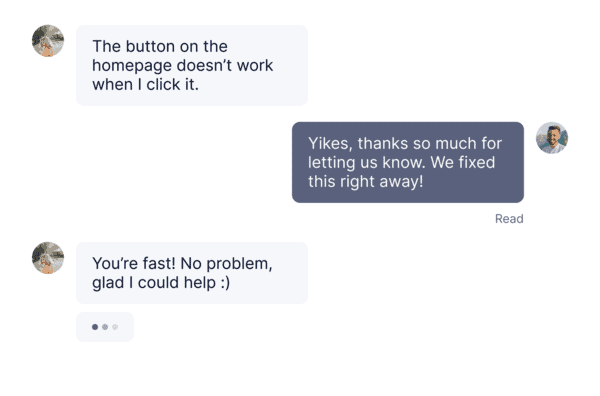 The button on the
homepage doesn’t work
when I click it.
Yikes, thanks so much for
letting us know. We fixed
this right away!
Read
You’re fast! No problem,
glad I could help :)